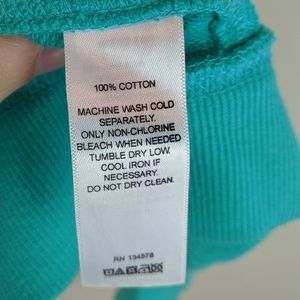 100% COTTON
MACHINE WASH COLD
SEPARATELY.
ONLY NON-CHLORINE
BLEACH WHEN NEEDED
TUMBLE DRY LOW.
COOL IRON IF
NECESSARY.
DO NOT DRY CLEAN.
RN 134578